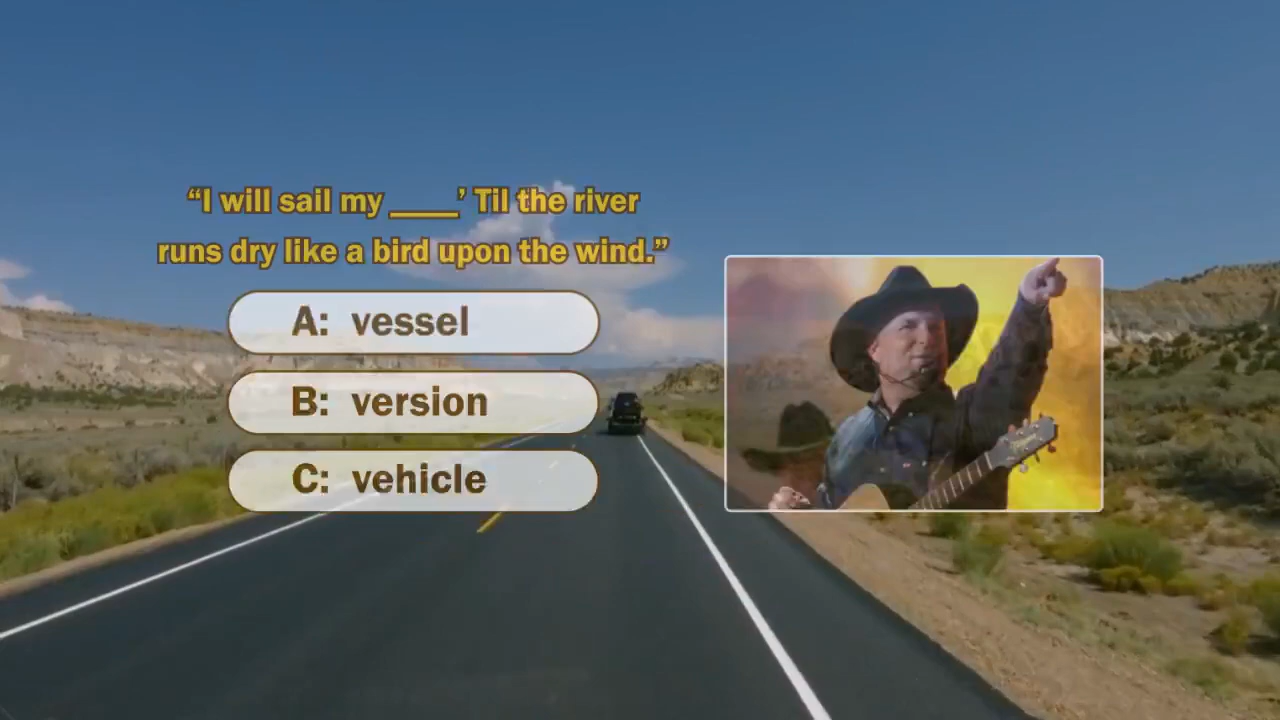 “I will sail my ____’ Til the river
runs dry like a bird upon the wind.”
A: vessel
B: version
C: vehicle